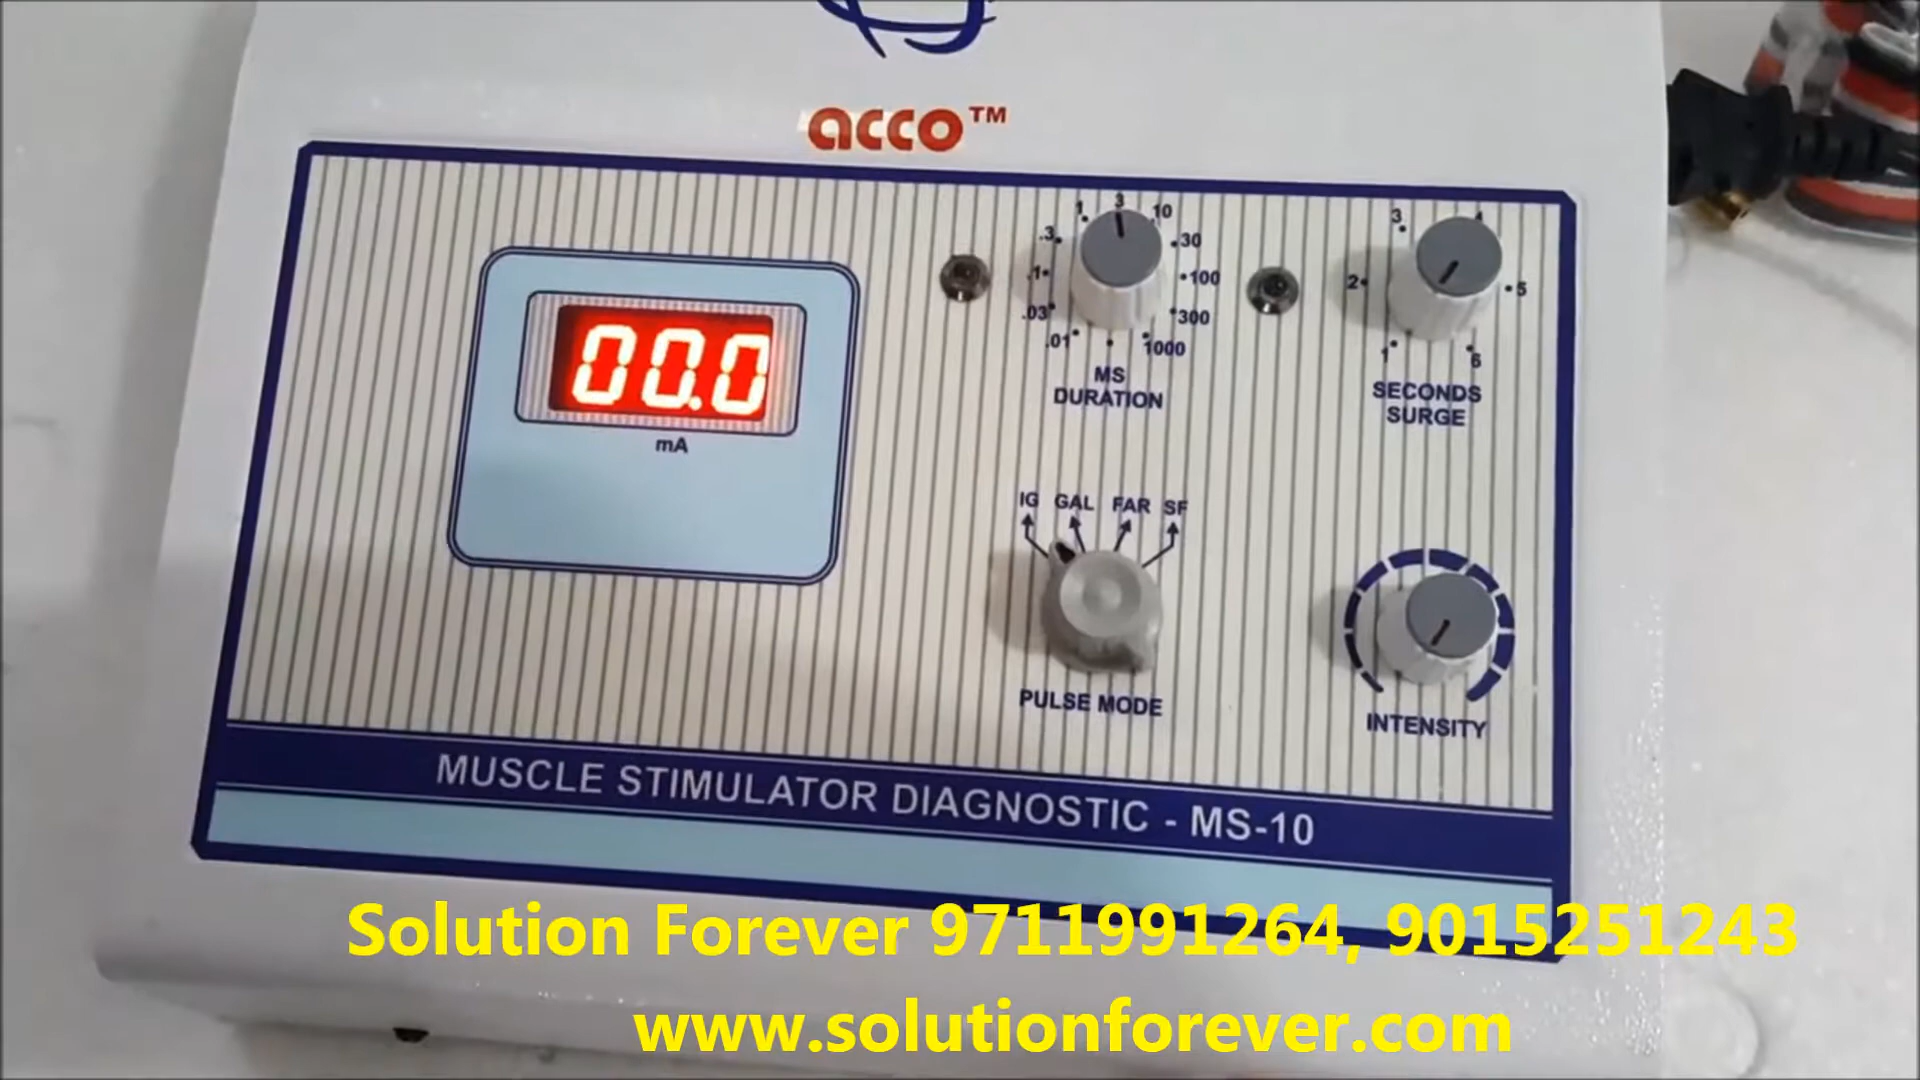 acco™
00.0
mA
.01
.03
.1
.3
1
3
10
30
100
300
1000
MS
DURATION
1
2
3
4
5
6
SECONDS
SURGE
IG GAL FAR SF
PULSE MODE
INTENSITY
MUSCLE STIMULATOR DIAGNOSTIC - MS-10
Solution Forever 9711991264, 9015251243
www.solutionforever.com